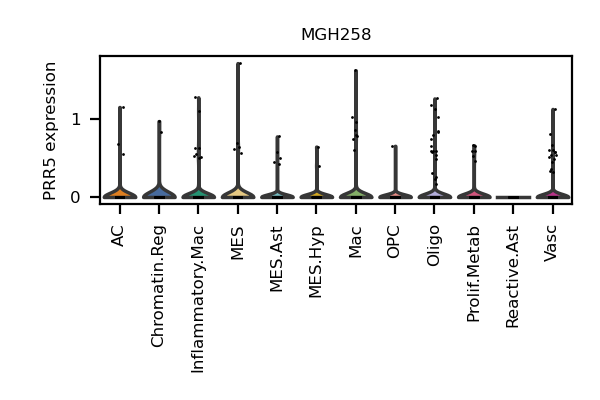 MGH258
PRR5 expression
1
0
AC
Chromatin.Reg
Inflammatory.Mac
MES
MES.Ast
MES.Hyp
Mac
OPC
Oligo
Prolif.Metab
Reactive.Ast
Vasc